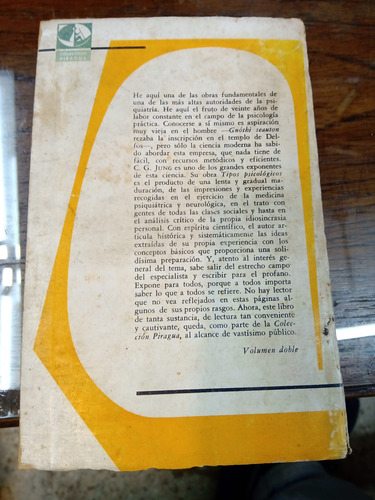 He aquí una de las obras fundamentales de
una de las más altas autoridades de la psi-
quiatría. He aquí el fruto de veinte años de
labor constante en el campo de la psicología
práctica. Conocerse a sí mismo es aspiración
muy vieja en el hombre —Gnóthi seauton
rezaba la inscripción en el templo de Del-
fos—, pero sólo la ciencia moderna ha sabi-
do abordar esta empresa, que nada tiene de
fácil, con recursos metódicos y eficientes.
C. G. JUNG es uno de los grandes exponentes
de esta ciencia. Su obra Tipos psicológicos
es el producto de una lenta y gradual ma-
duración, de las impresiones y experiencias
recogidas en el ejercicio de la medicina
psiquiátrica y neurológica, en el trato con
gentes de todas las clases sociales y hasta en
el análisis crítico de la propia idiosincrasia
personal. Con espíritu científico, el autor ar-
ticula histórica y sistemáticamente las ideas
extraídas de su propia experiencia con los
conceptos básicos que proporciona una soli-
dísima preparación. Y, atento al interés gene-
ral del tema, sabe salir del estrecho campo
del especialista y escribir para el profano.
Expone para todos, porque a todos importa
saber lo que a todos se refiere. No hay lector
que no vea reflejados en estas páginas al-
gunos de sus propios rasgos. Ahora, este libro
de tanta sustancia, de lectura tan conveniente
y cautivante, queda, como parte de la Colec-
ción Piragua, al alcance de vastísimo público.
Volumen doble